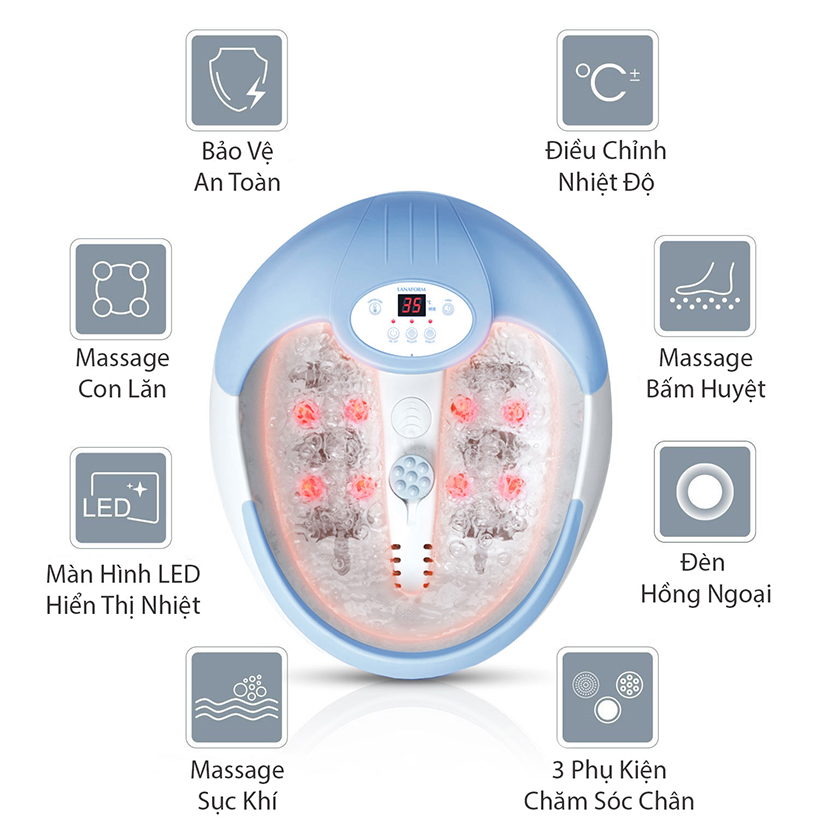 Bảo Vệ
An Toàn
°C±
Điều Chỉnh
Nhiệt Độ
Massage
Con Lăn
LANAFORM
35
°C
Massage
Bấm Huyệt
LED
Màn Hình LED
Hiển Thị Nhiệt
Đèn
Hồng Ngoại
Massage
Sục Khí
3 Phụ Kiện
Chăm Sóc Chân